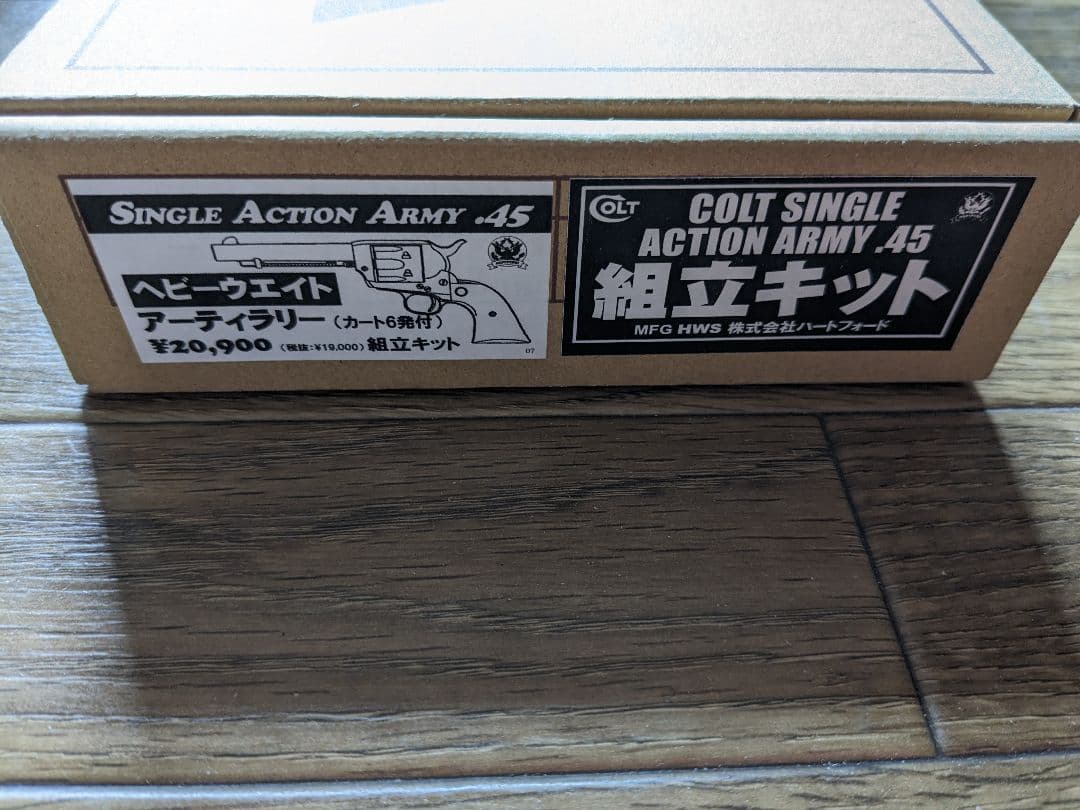 SINGLE ACTION ARMY .45
ヘビーウエイト
アーティラリー（カート6発付）
¥20,900（税抜:¥19,000）組立キット
07
COLT
COLT SINGLE
ACTION ARMY .45
組立キット
MFG HWS 株式会社ハートフォード